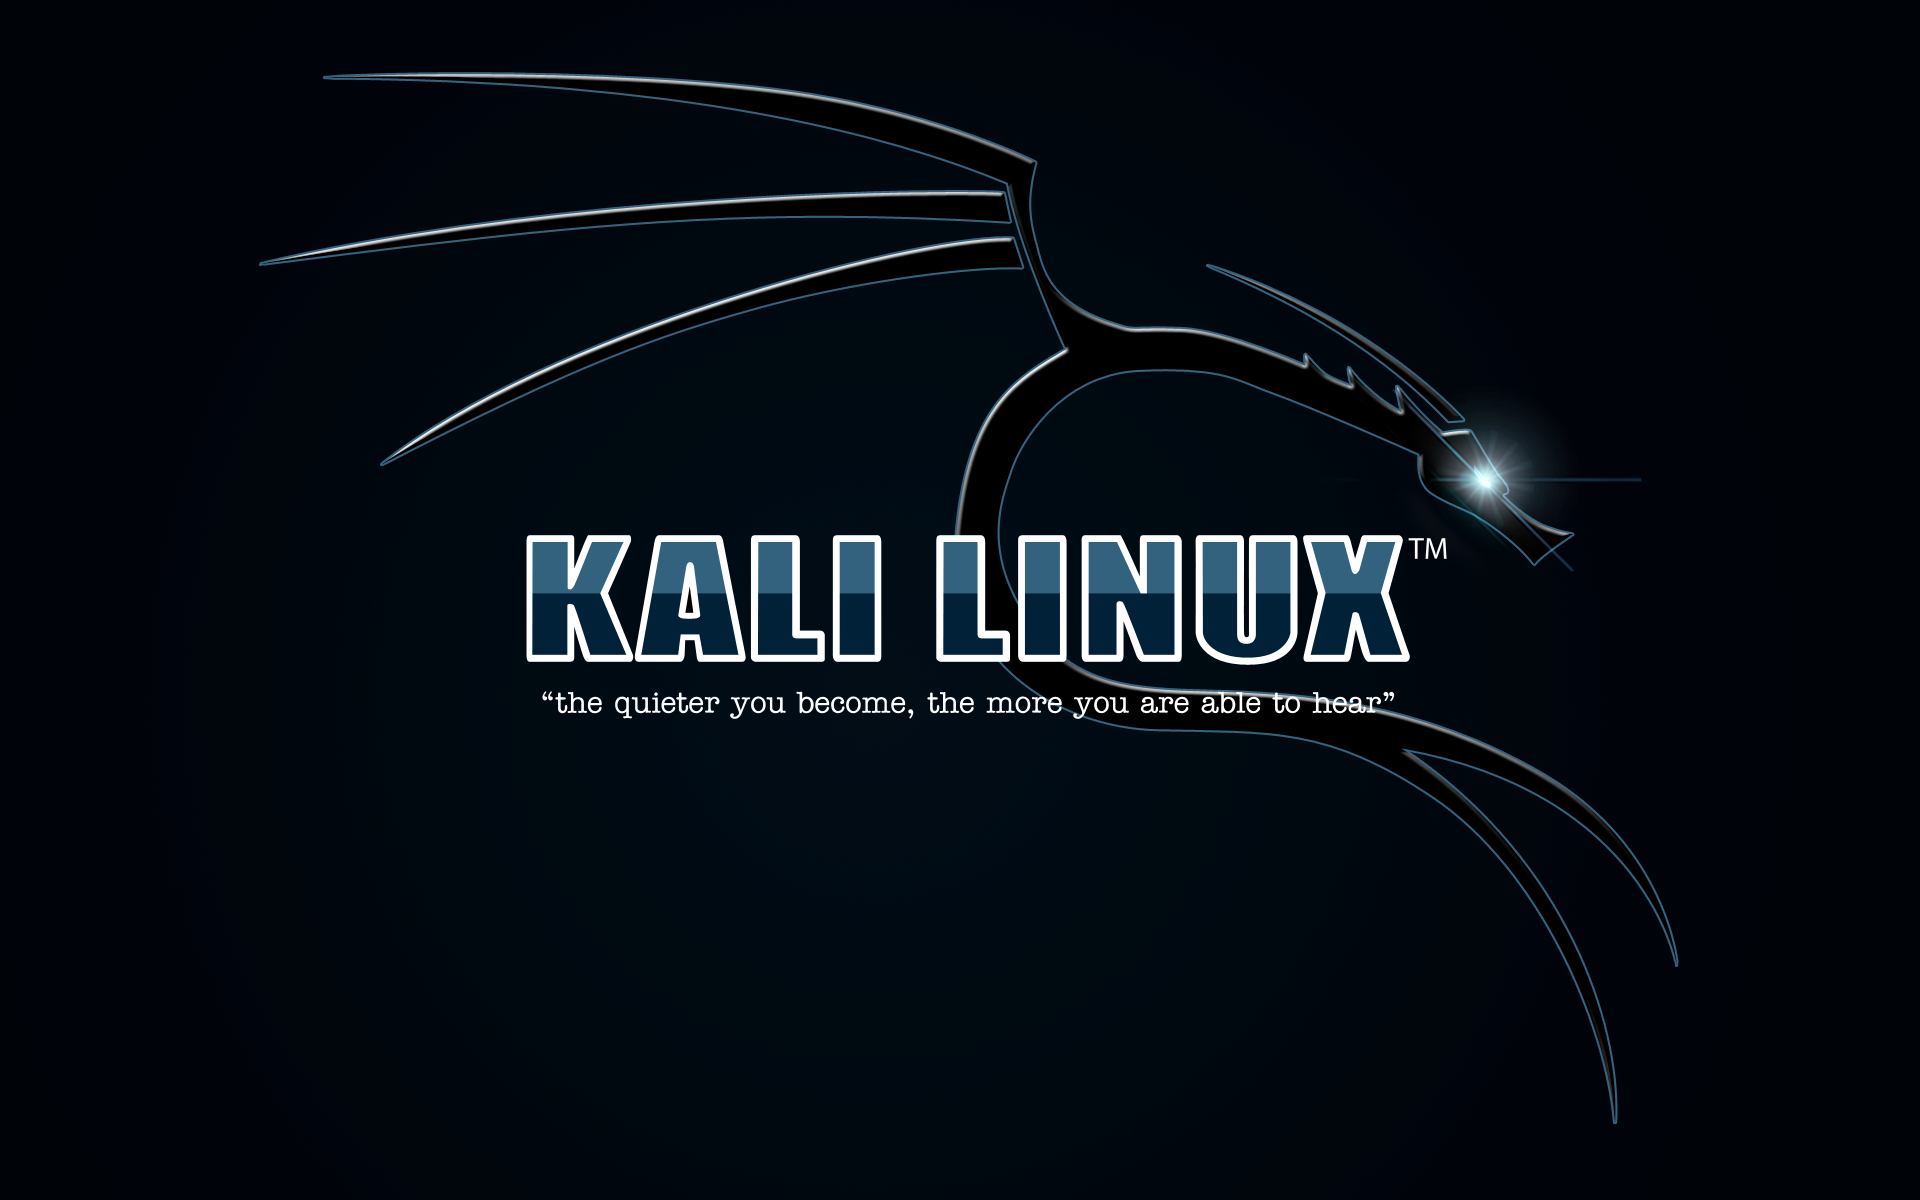 KALI LINUX™
“the quieter you become, the more you are able to hear”